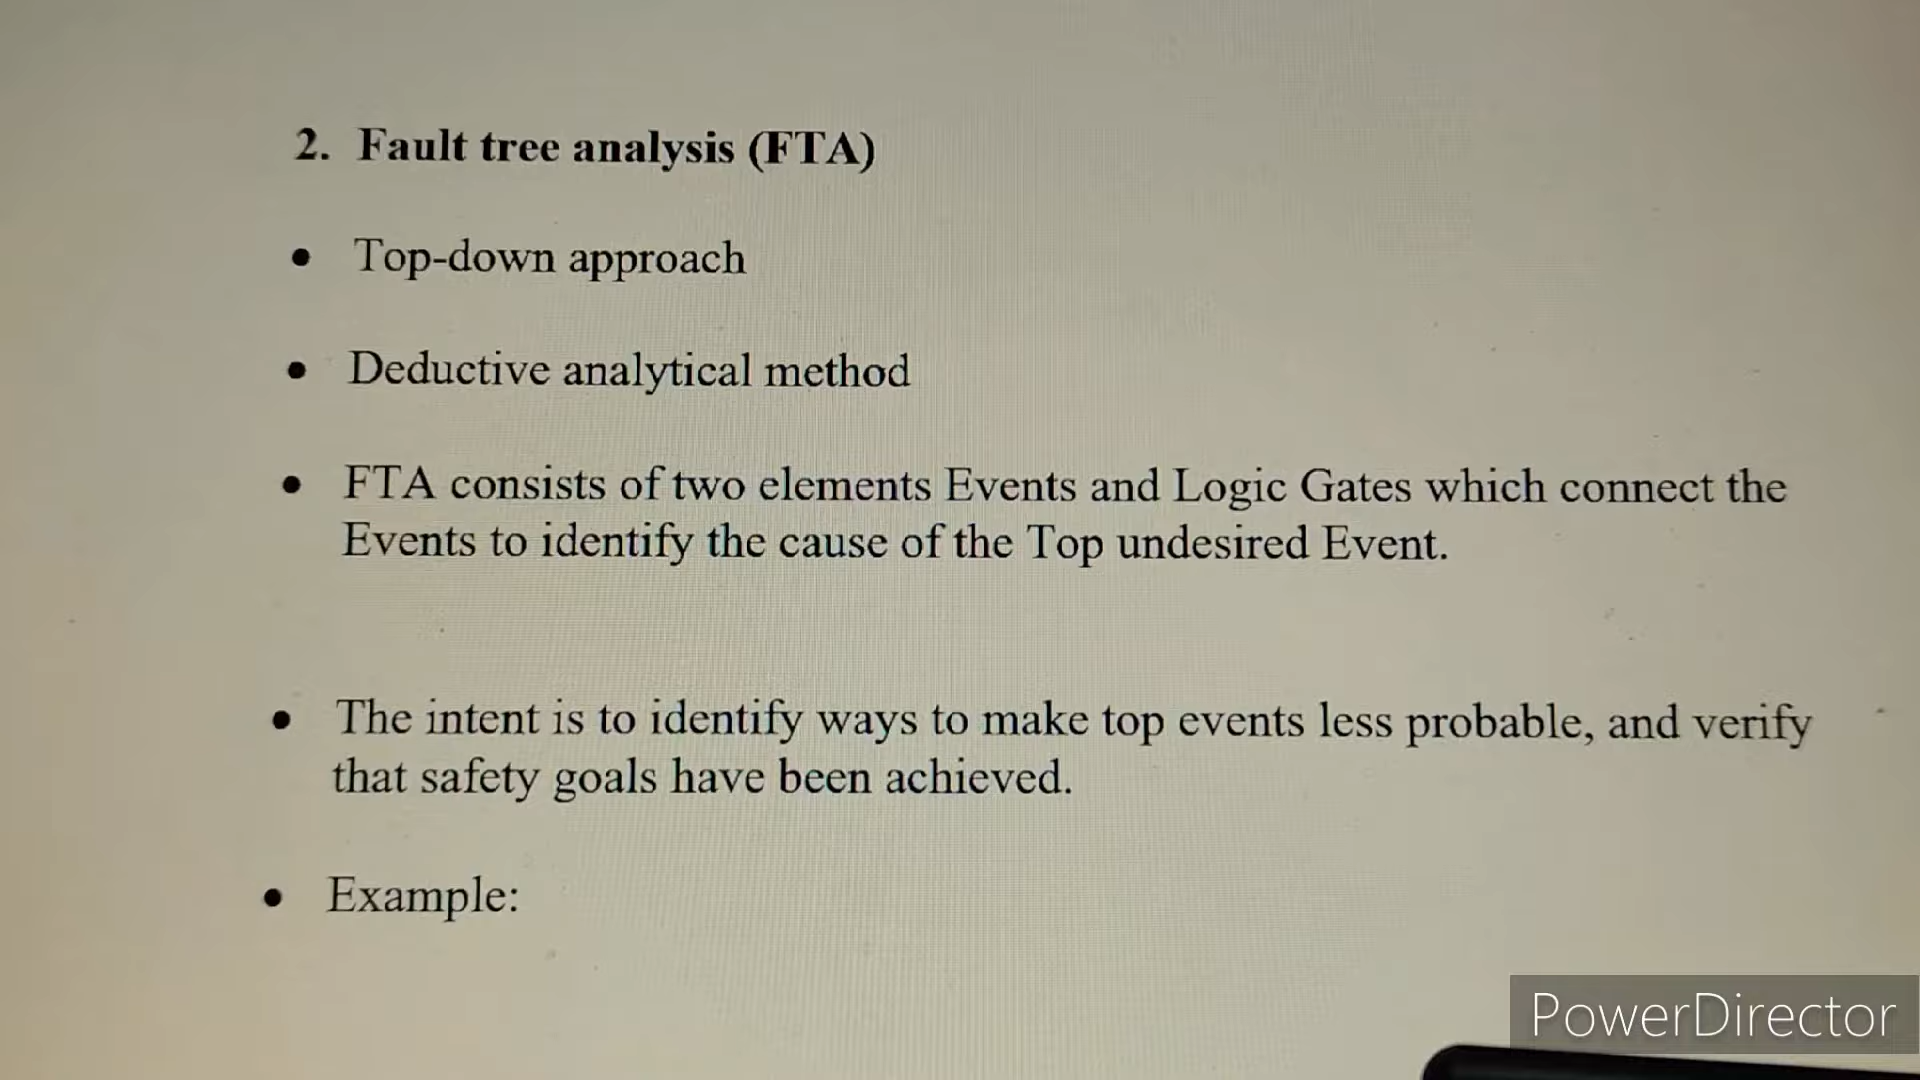 2. Fault tree analysis (FTA)
• Top-down approach
• Deductive analytical method
• FTA consists of two elements Events and Logic Gates which connect the
Events to identify the cause of the Top undesired Event.
• The intent is to identify ways to make top events less probable, and verify
that safety goals have been achieved.
• Example:
PowerDirector